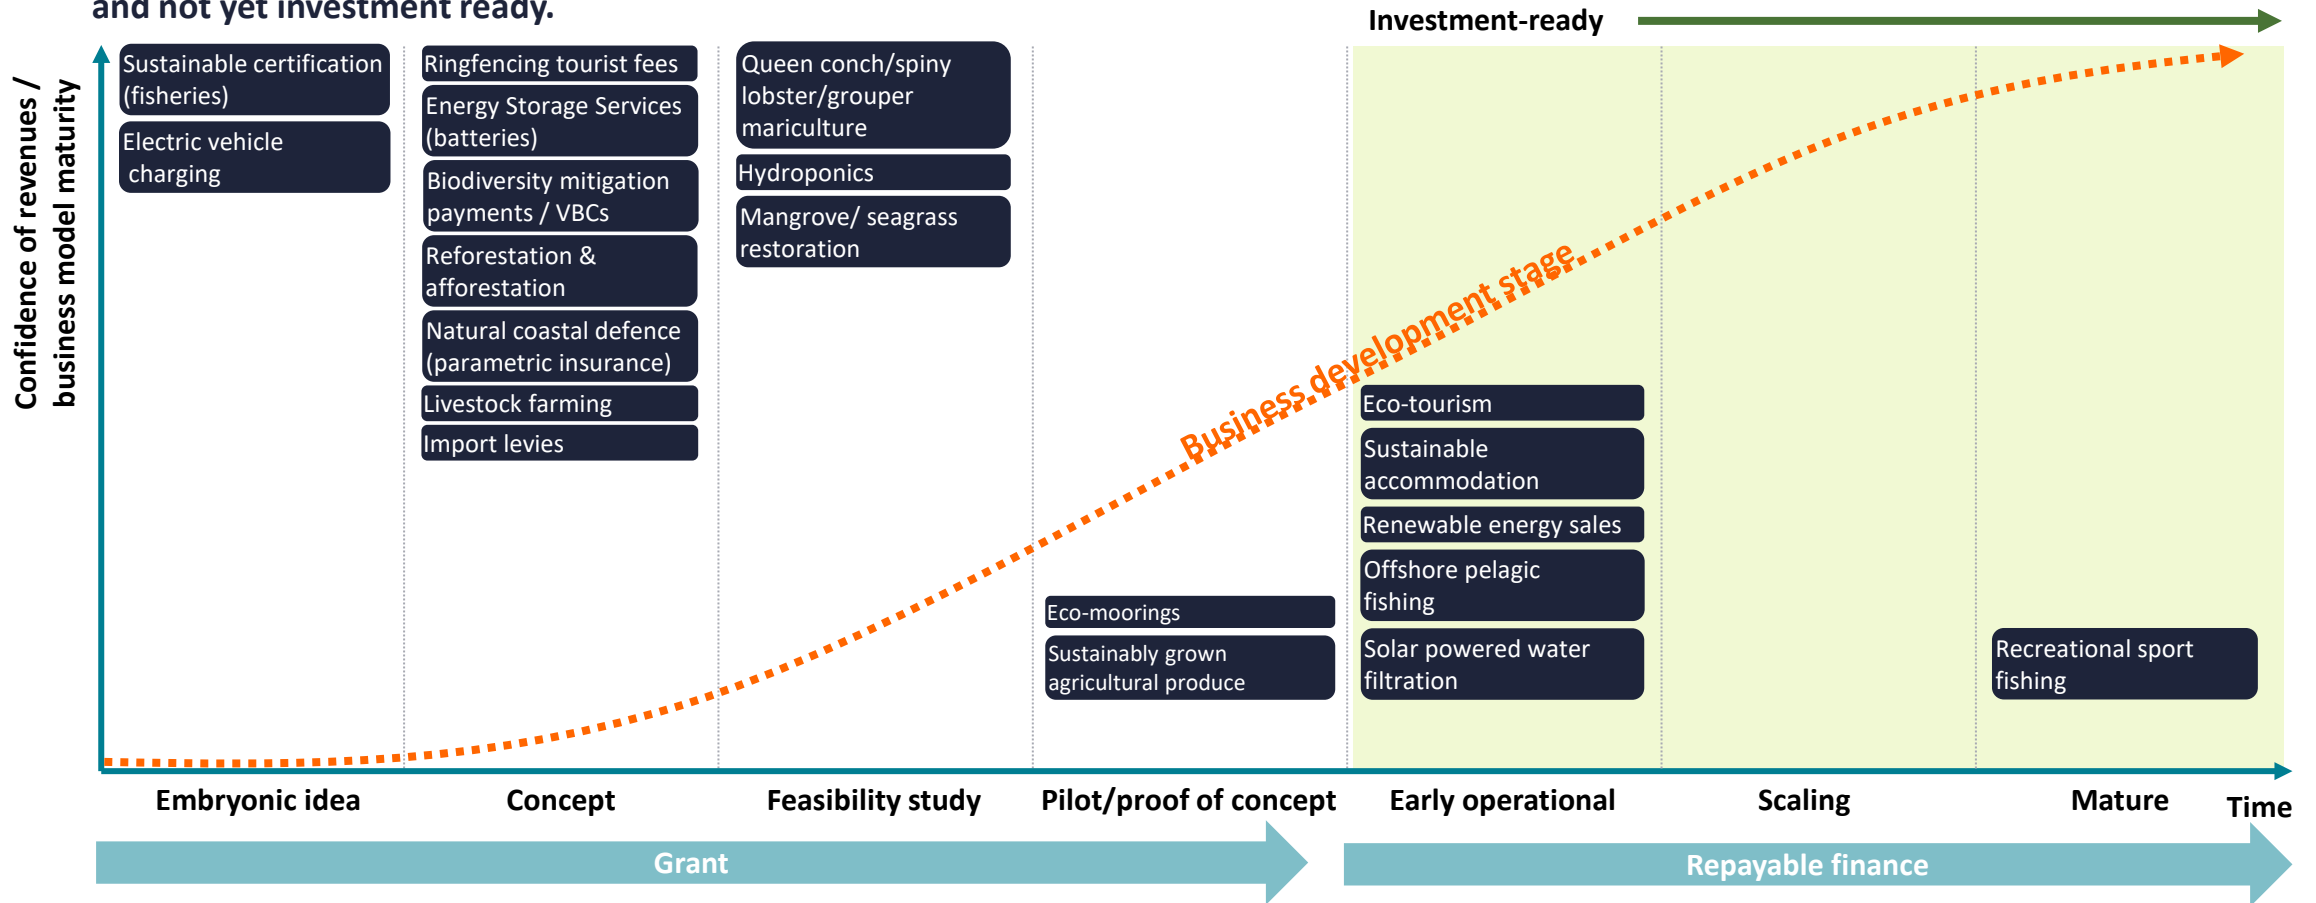 and not yet investment ready.
Investment-ready
Confidence of revenues /
business model maturity
Sustainable certification
(fisheries)
Electric vehicle
charging
Ringfencing tourist fees
Energy Storage Services
(batteries)
Biodiversity mitigation
payments / VBCs
Reforestation &
afforestation
Natural coastal defence
(parametric insurance)
Livestock farming
Import levies
Queen conch/spiny
lobster/grouper
mariculture
Hydroponics
Mangrove/ seagrass
restoration
Business development stage
Eco-moorings
Sustainably grown
agricultural produce
Eco-tourism
Sustainable
accommodation
Renewable energy sales
Offshore pelagic
fishing
Solar powered water
filtration
Recreational sport
fishing
Embryonic idea
Concept
Feasibility study
Pilot/proof of concept
Early operational
Scaling
Mature
Time
Grant
Repayable finance